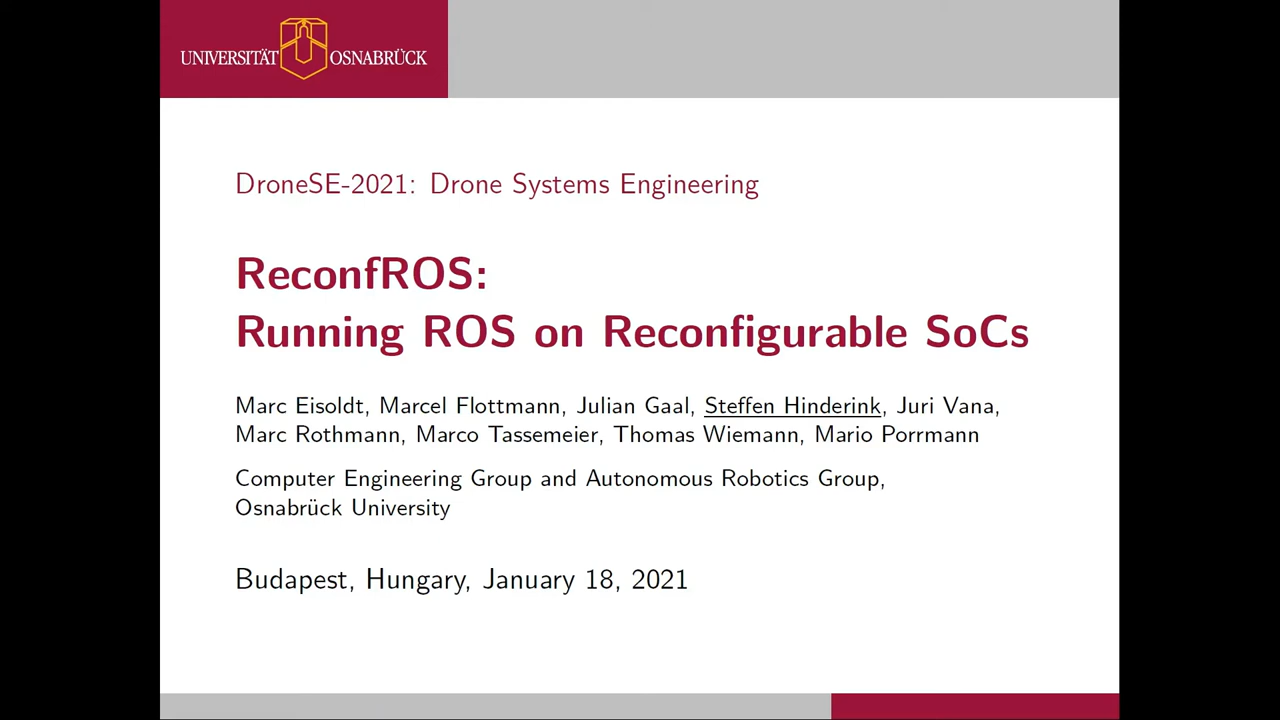 UNIVERSITÄT OSNABRÜCK
DroneSE-2021: Drone Systems Engineering
ReconfROS:
Running ROS on Reconfigurable SoCs
Marc Eisoldt, Marcel Flottmann, Julian Gaal, Steffen Hinderink, Juri Vana,
Marc Rothmann, Marco Tassemeier, Thomas Wiemann, Mario Porrmann
Computer Engineering Group and Autonomous Robotics Group,
Osnabrück University
Budapest, Hungary, January 18, 2021